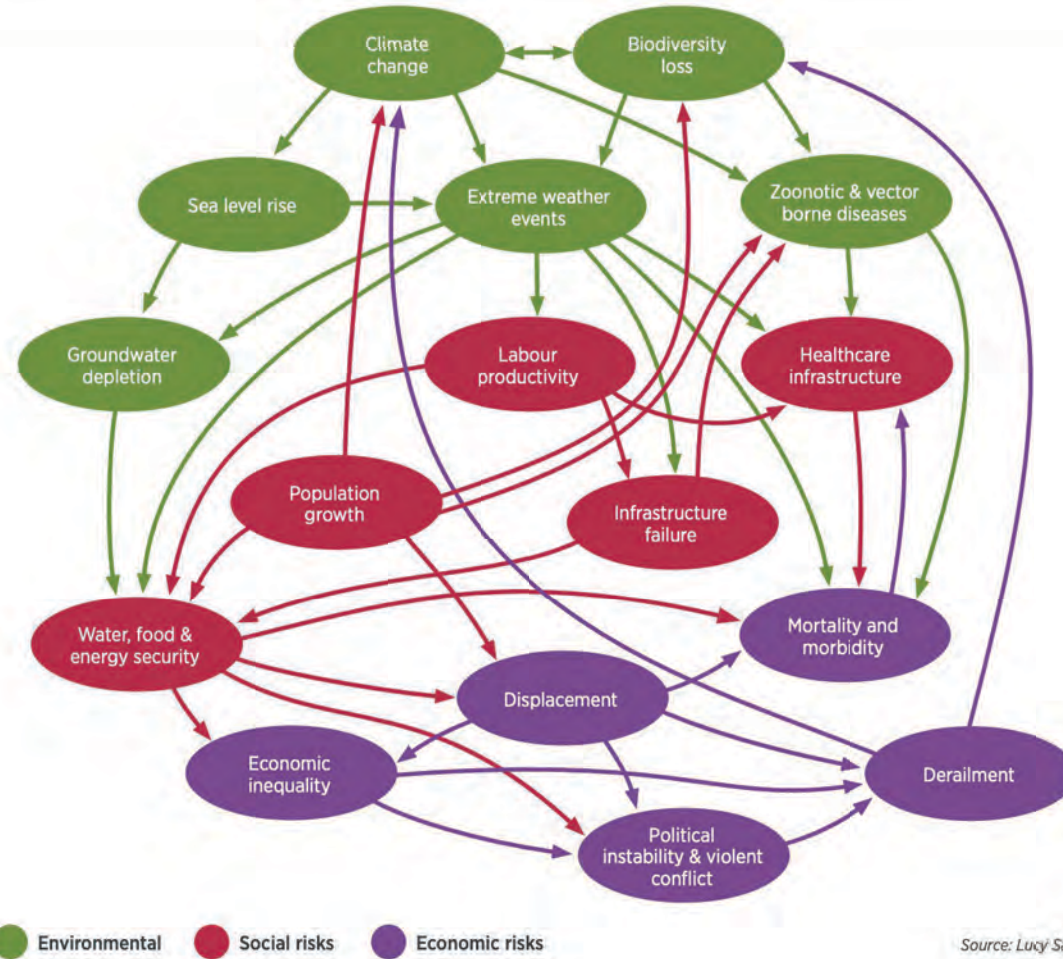 Climate
change
Biodiversity
loss
Sea level rise
Extreme weather
events
Zoonotic & vector
borne diseases
Groundwater
depletion
Labour
productivity
Healthcare
infrastructure
Population
growth
Infrastructure
failure
Water, food &
energy security
Mortality and
morbidity
Displacement
Economic
inequality
Derailment
Political
instability & violent
conflict
Environmental
Social risks
Economic risks
Source: Lucy